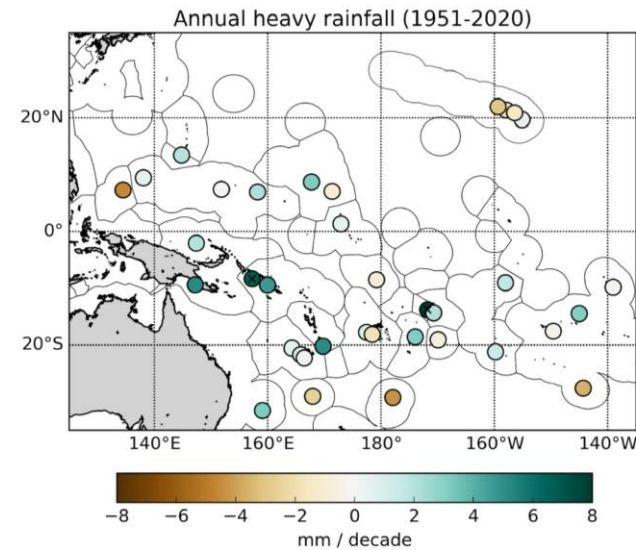 Annual heavy rainfall (1951-2020)
20°N
0°
20°S
140°E 160°E 180° 160°W 140°W
−8 −6 −4 −2 0 2 4 6 8
mm / decade